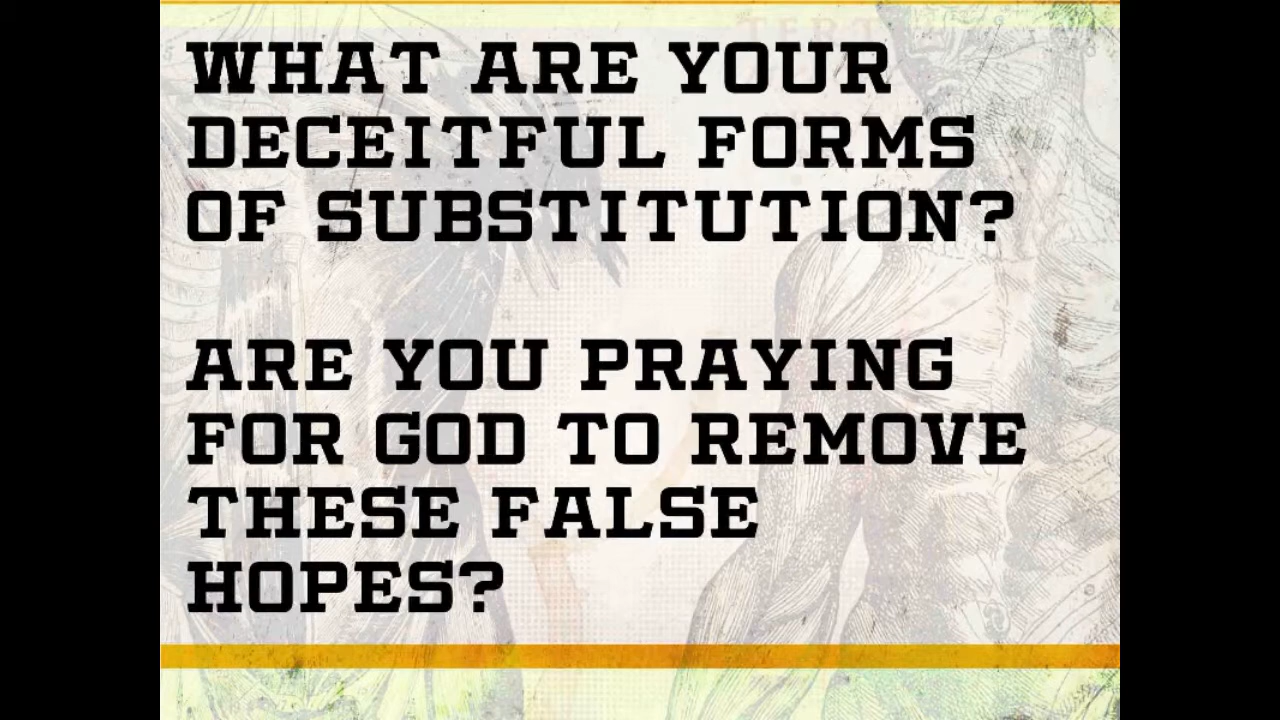 WHAT ARE YOUR
DECEITFUL FORMS
OF SUBSTITUTION?
ARE YOU PRAYING
FOR GOD TO REMOVE
THESE FALSE
HOPES?